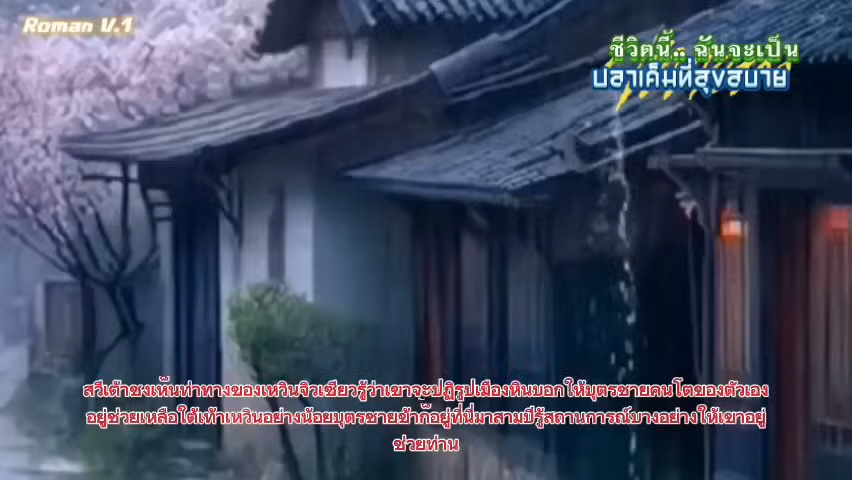 Roman V.1
ชีวิตนี้.. ฉันจะเป็น
ปลาเค็มที่สุขสบาย
สวีเต้าชงเห็นท่าทางของเหวินจิวเซียวรู้ว่าเขาจะปฏิรูปเมืองหินบอกให้บุตรชายคนโตของตัวเอง
อยู่ช่วยเหลือใต้เท้าเหวินอย่างน้อยบุตรชายข้าก็อยู่ที่นี่มาสามปีรู้สถานการณ์บางอย่างให้เขาอยู่
ช่วยท่าน